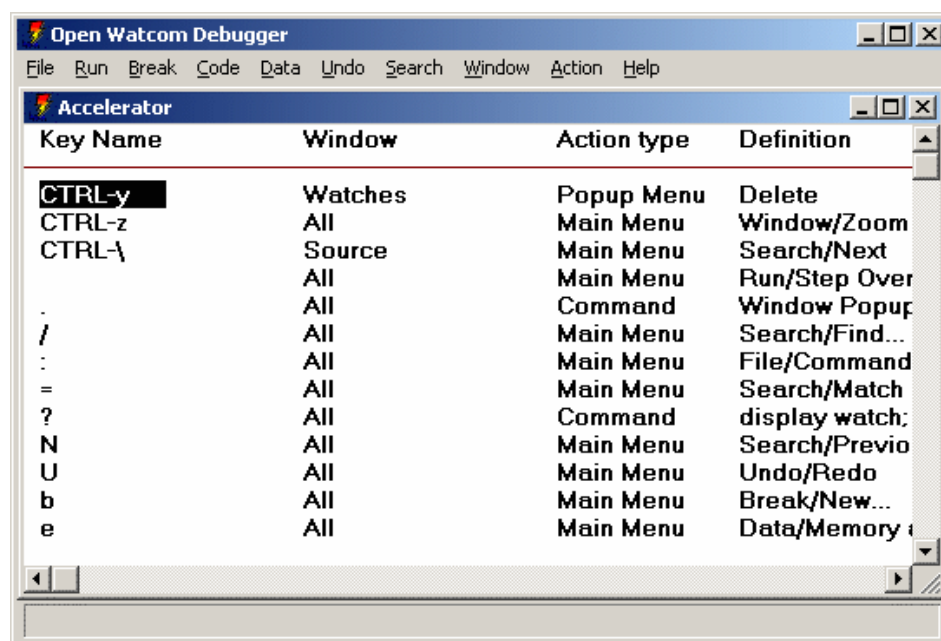 Open Watcom Debugger
File Run Break Code Data Undo Search Window Action Help
Accelerator
Key Name Window Action type Definition
CTRL-y Watches Popup Menu Delete
CTRL-z All Main Menu Window/Zoom
CTRL-\ Source Main Menu Search/Next
All Main Menu Run/Step Over
. All Command Window Popup
/ All Main Menu Search/Find...
: All Main Menu File/Command
= All Main Menu Search/Match
? All Command display watch;
N All Main Menu Search/Previo
U All Main Menu Undo/Redo
b All Main Menu Break/New...
e All Main Menu Data/Memory